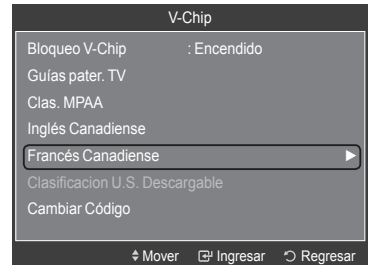 V-Chip
Bloqueo V-Chip : Encendido
Guías pater. TV
Clas. MPAA
Inglés Canadiense
Francés Canadiense
Clasificacion U.S. Descargable
Cambiar Código
Mover Ingresar Regresar